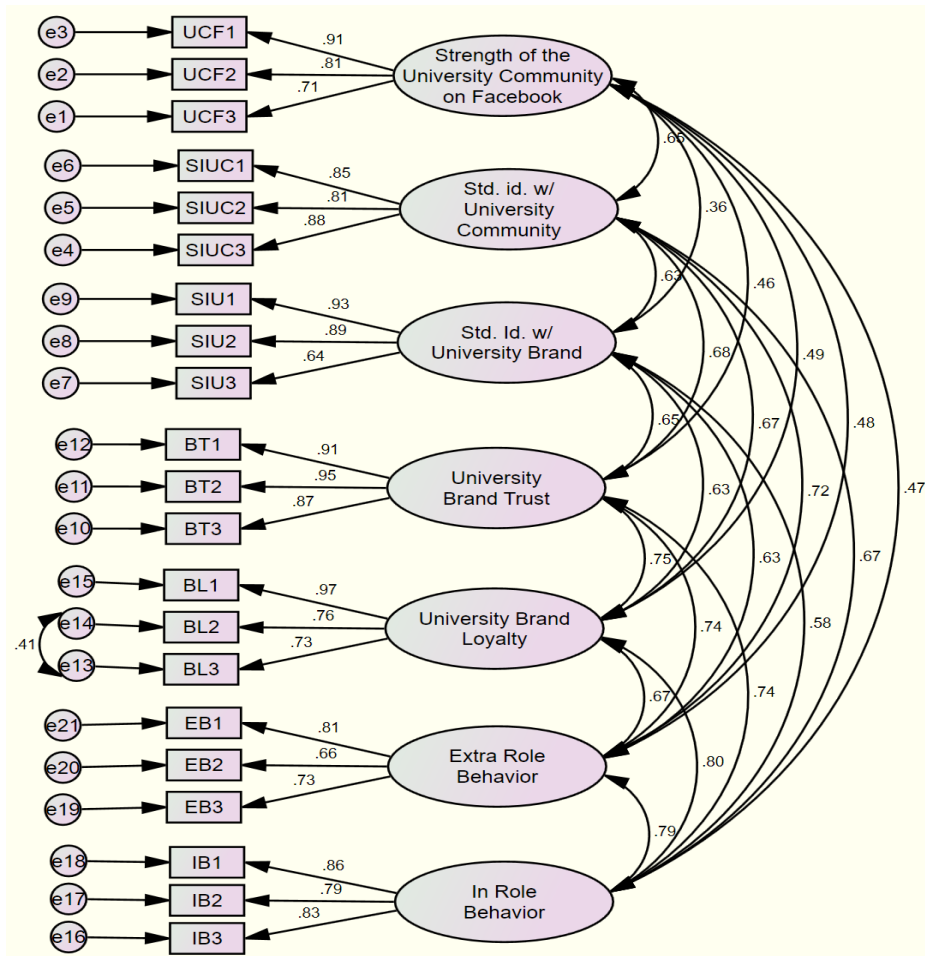 e3
UCF1
.91
Strength of the
University Community
on Facebook
e2
UCF2
.81
e1
UCF3
.71
.65
e6
SIUC1
.85
Std. id. w/
University
Community
e5
SIUC2
.81
e4
SIUC3
.88
.36
.63
.46
e9
SIU1
.93
Std. Id. w/
University Brand
e8
SIU2
.89
e7
SIU3
.64
.68
.49
.65
.67
.48
e12
BT1
.91
University
Brand Trust
e11
BT2
.95
e10
BT3
.87
.63
.72
.47
.75
.63
.67
e15
BL1
.97
University Brand
Loyalty
e14
BL2
.76
e13
BL3
.73
.41
.74
.58
.67
.74
e21
EB1
.81
Extra Role
Behavior
e20
EB2
.66
e19
EB3
.73
.80
.79
e18
IB1
.86
In Role
Behavior
e17
IB2
.79
e16
IB3
.83